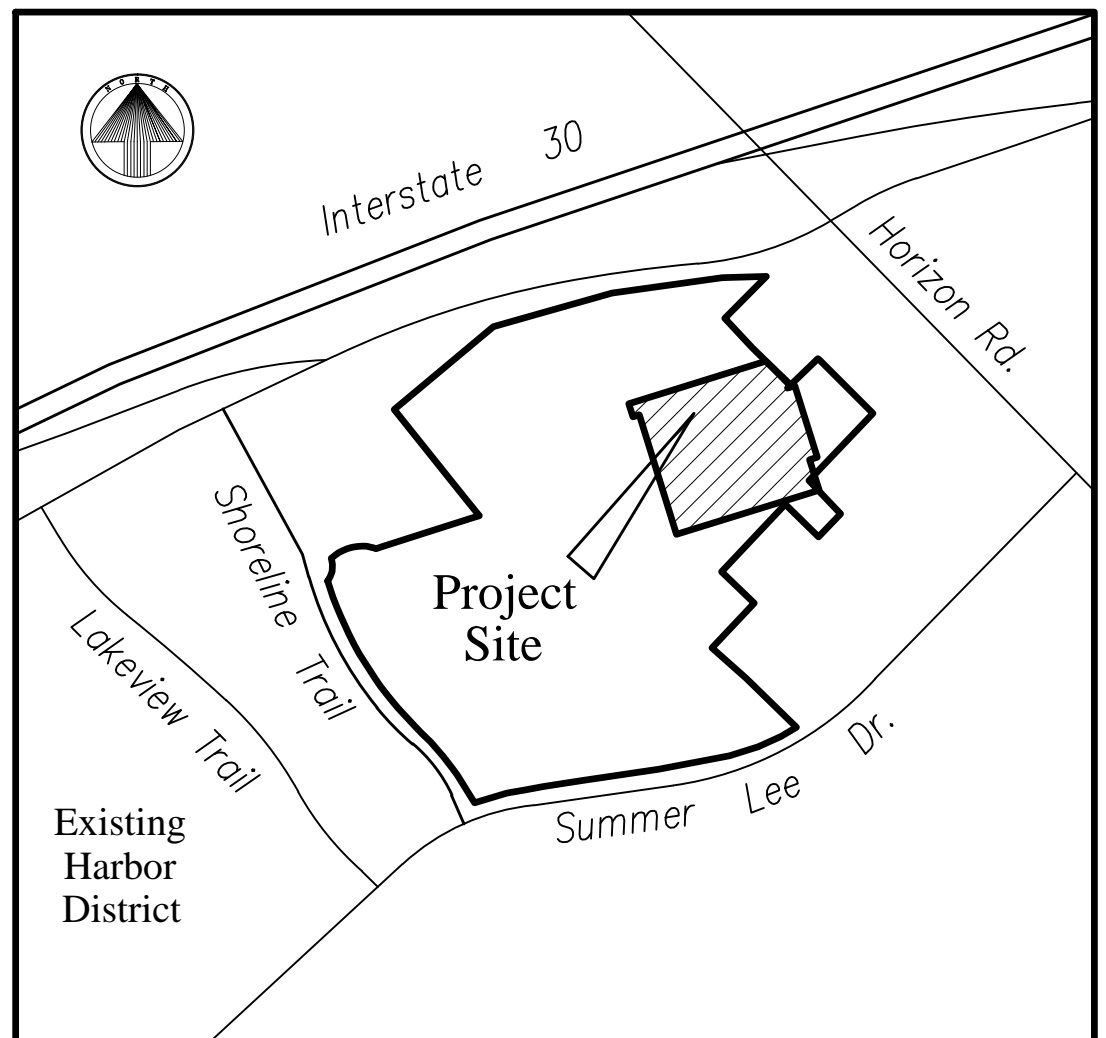 NORTH
Interstate 30
Horizon Rd.
Shoreline Trail
Project
Site
Lakeview Trail
Summer Lee Dr.
Existing
Harbor
District